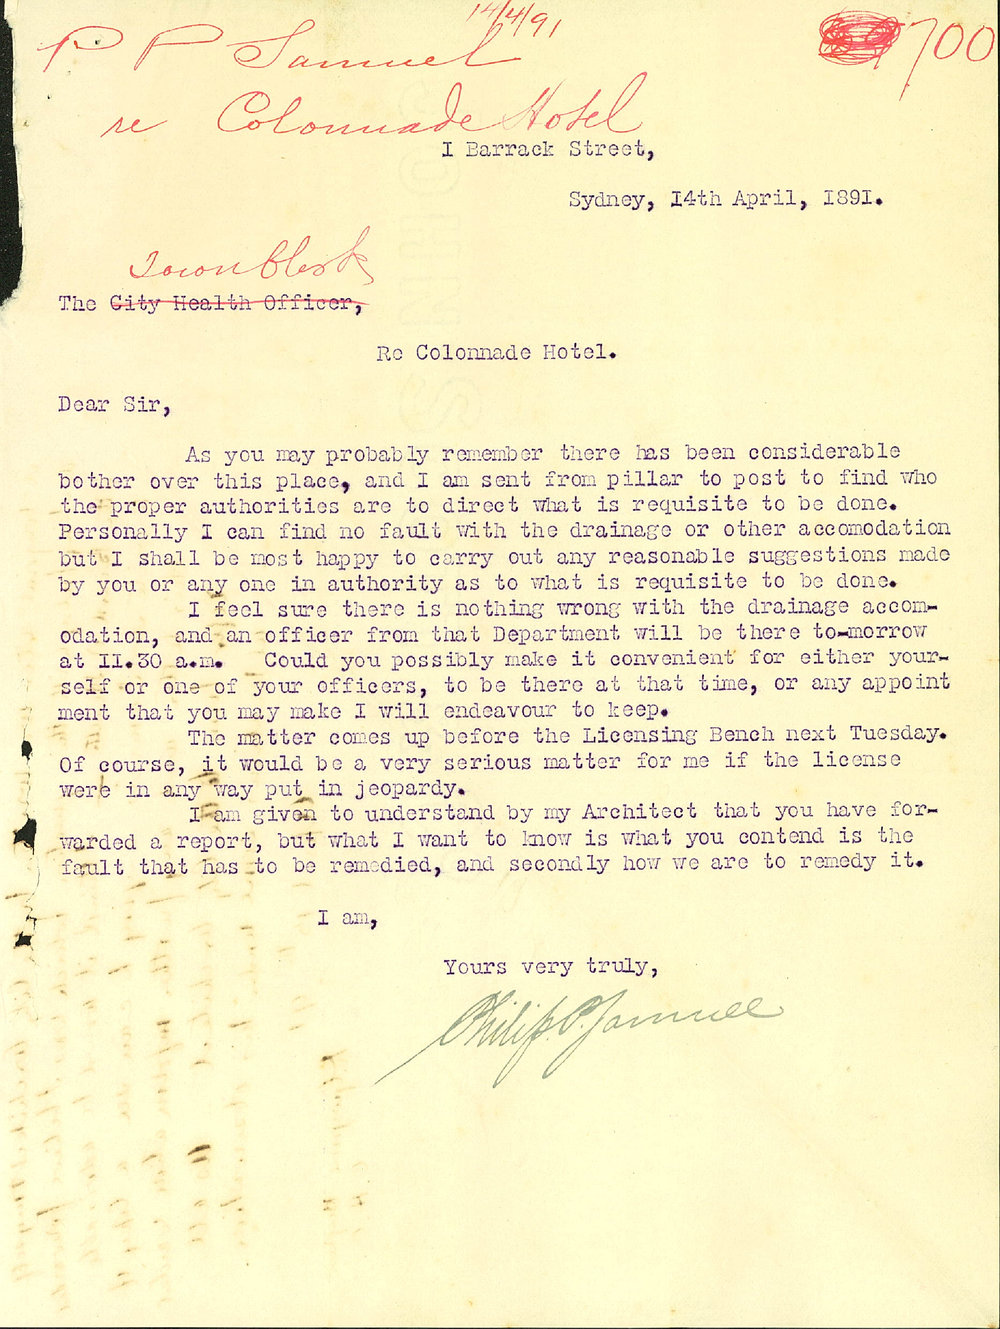 14/4/91
P P Samuel
1700
re Colonnade Hotel
I Barrack Street,
Sydney, I4th April, I89I.
Town Clerk
The City Health Officer,
Re Colonnade Hotel.
Dear Sir,
As you may probably remember there has been considerable
bother over this place, and I am sent from pillar to post to find who
the proper authorities are to direct what is requisite to be done.
Personally I can find no fault with the drainage or other accomodation
but I shall be most happy to carry out any reasonable suggestions made
by you or any one in authority as to what is requisite to be done.
I feel sure there is nothing wrong with the drainage accom-
odation, and an officer from that Department will be there to-morrow
at II.30 a.m. Could you possibly make it convenient for either your-
self or one of your officers, to be there at that time, or any appoint
ment that you may make I will endeavour to keep.
The matter comes up before the Licensing Bench next Tuesday.
Of course, it would be a very serious matter for me if the license
were in any way put in jeopardy.
I am given to understand by my Architect that you have for-
warded a report, but what I want to know is what you contend is the
fault that has to be remedied, and secondly how we are to remedy it.
I am,
Yours very truly,
Philip P. Samuel